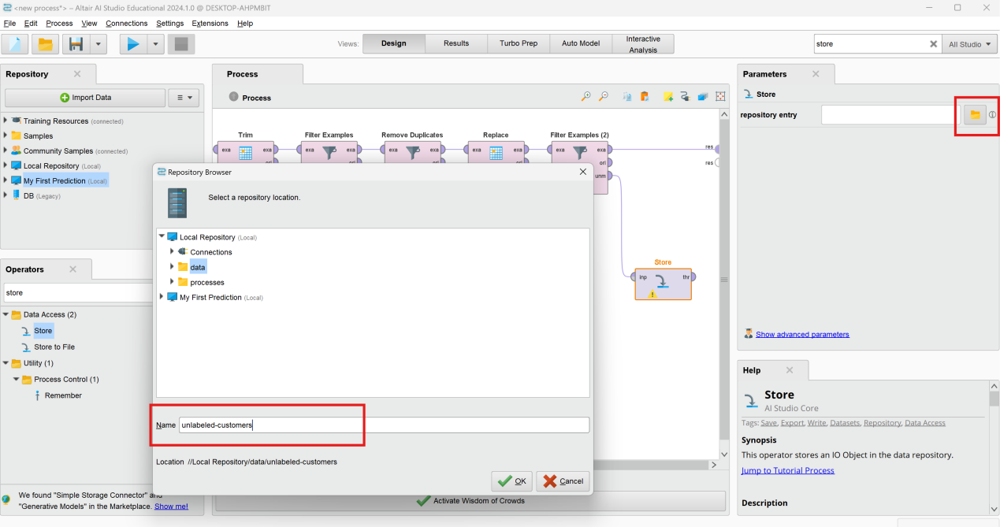 <new process*> – Altair AI Studio Educational 2024.1.0 @ DESKTOP-AHPMBIT
File Edit Process View Connections Settings Extensions Help
Views: Design Results Turbo Prep Auto Model Interactive Analysis
store All Studio
Repository
Import Data
Training Resources (connected)
Samples
Community Samples (connected)
Local Repository (Local)
My First Prediction (Local)
DB (Legacy)
Operators
store
Data Access (2)
Store
Store to File
Utility (1)
Process Control (1)
Remember
We found "Simple Storage Connector" and
"Generative Models" in the Marketplace. Show me!
Process
Process
Trim Filter Examples Remove Duplicates Replace Filter Examples (2)
exa exa exa exa exa exa exa exa exa exa res
ori ori ori ori ori res
unm
Store
inp thr
Repository Browser
Select a repository location.
Local Repository (Local)
Connections
data
processes
My First Prediction (Local)
Name unlabeled-customers
Location //Local Repository/data/unlabeled-customers
OK Cancel
Activate Wisdom of Crowds
Parameters
Store
repository entry
Show advanced parameters
Help
Store
AI Studio Core
Tags: Save, Export, Write, Datasets, Repository, Data Access
Synopsis
This operator stores an IO Object in the data repository.
Jump to Tutorial Process
Description